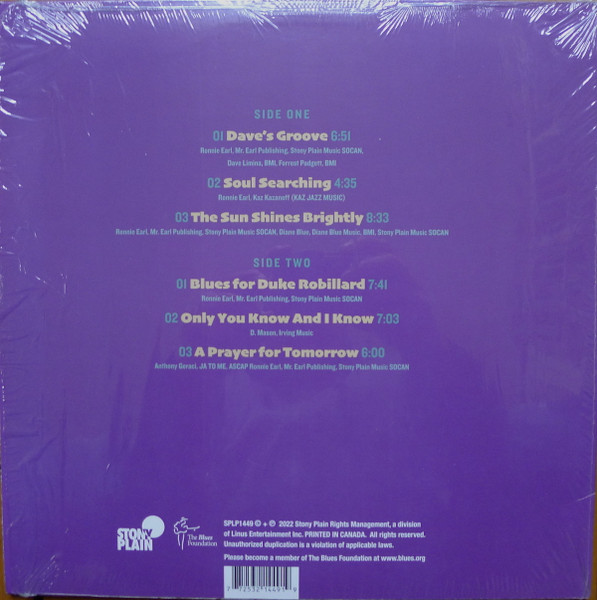 SIDE ONE
01 Dave's Groove 6:51
Ronnie Earl, Mr. Earl Publishing, Stony Plain Music SOCAN,
Dave Limina, BMI, Forrest Padgett, BMI
02 Soul Searching 4:35
Ronnie Earl, Kaz Kazanoff (KAZ JAZZ MUSIC)
03 The Sun Shines Brightly 8:33
Ronnie Earl, Mr. Earl Publishing, Stony Plain Music SOCAN, Diane Blue, Diane Blue Music, BMI, Stony Plain Music SOCAN
SIDE TWO
01 Blues for Duke Robillard 7:41
Ronnie Earl, Mr. Earl Publishing, Stony Plain Music SOCAN
02 Only You Know And I Know 7:03
D. Mason, Irving Music
03 A Prayer for Tomorrow 6:00
Anthony Geraci, JA TU ME, ASCAP Ronnie Earl, Mr. Earl Publishing, Stony Plain Music SOCAN
STONY
PLAIN
The Blues
Foundation
SPLP1449 © + ℗ 2022 Stony Plain Rights Management, a division
of Linus Entertainment Inc. PRINTED IN CANADA. All rights reserved.
Unauthorized duplication is a violation of applicable laws.
Please become a member of The Blues Foundation at www.blues.org
7 72532 14491 9